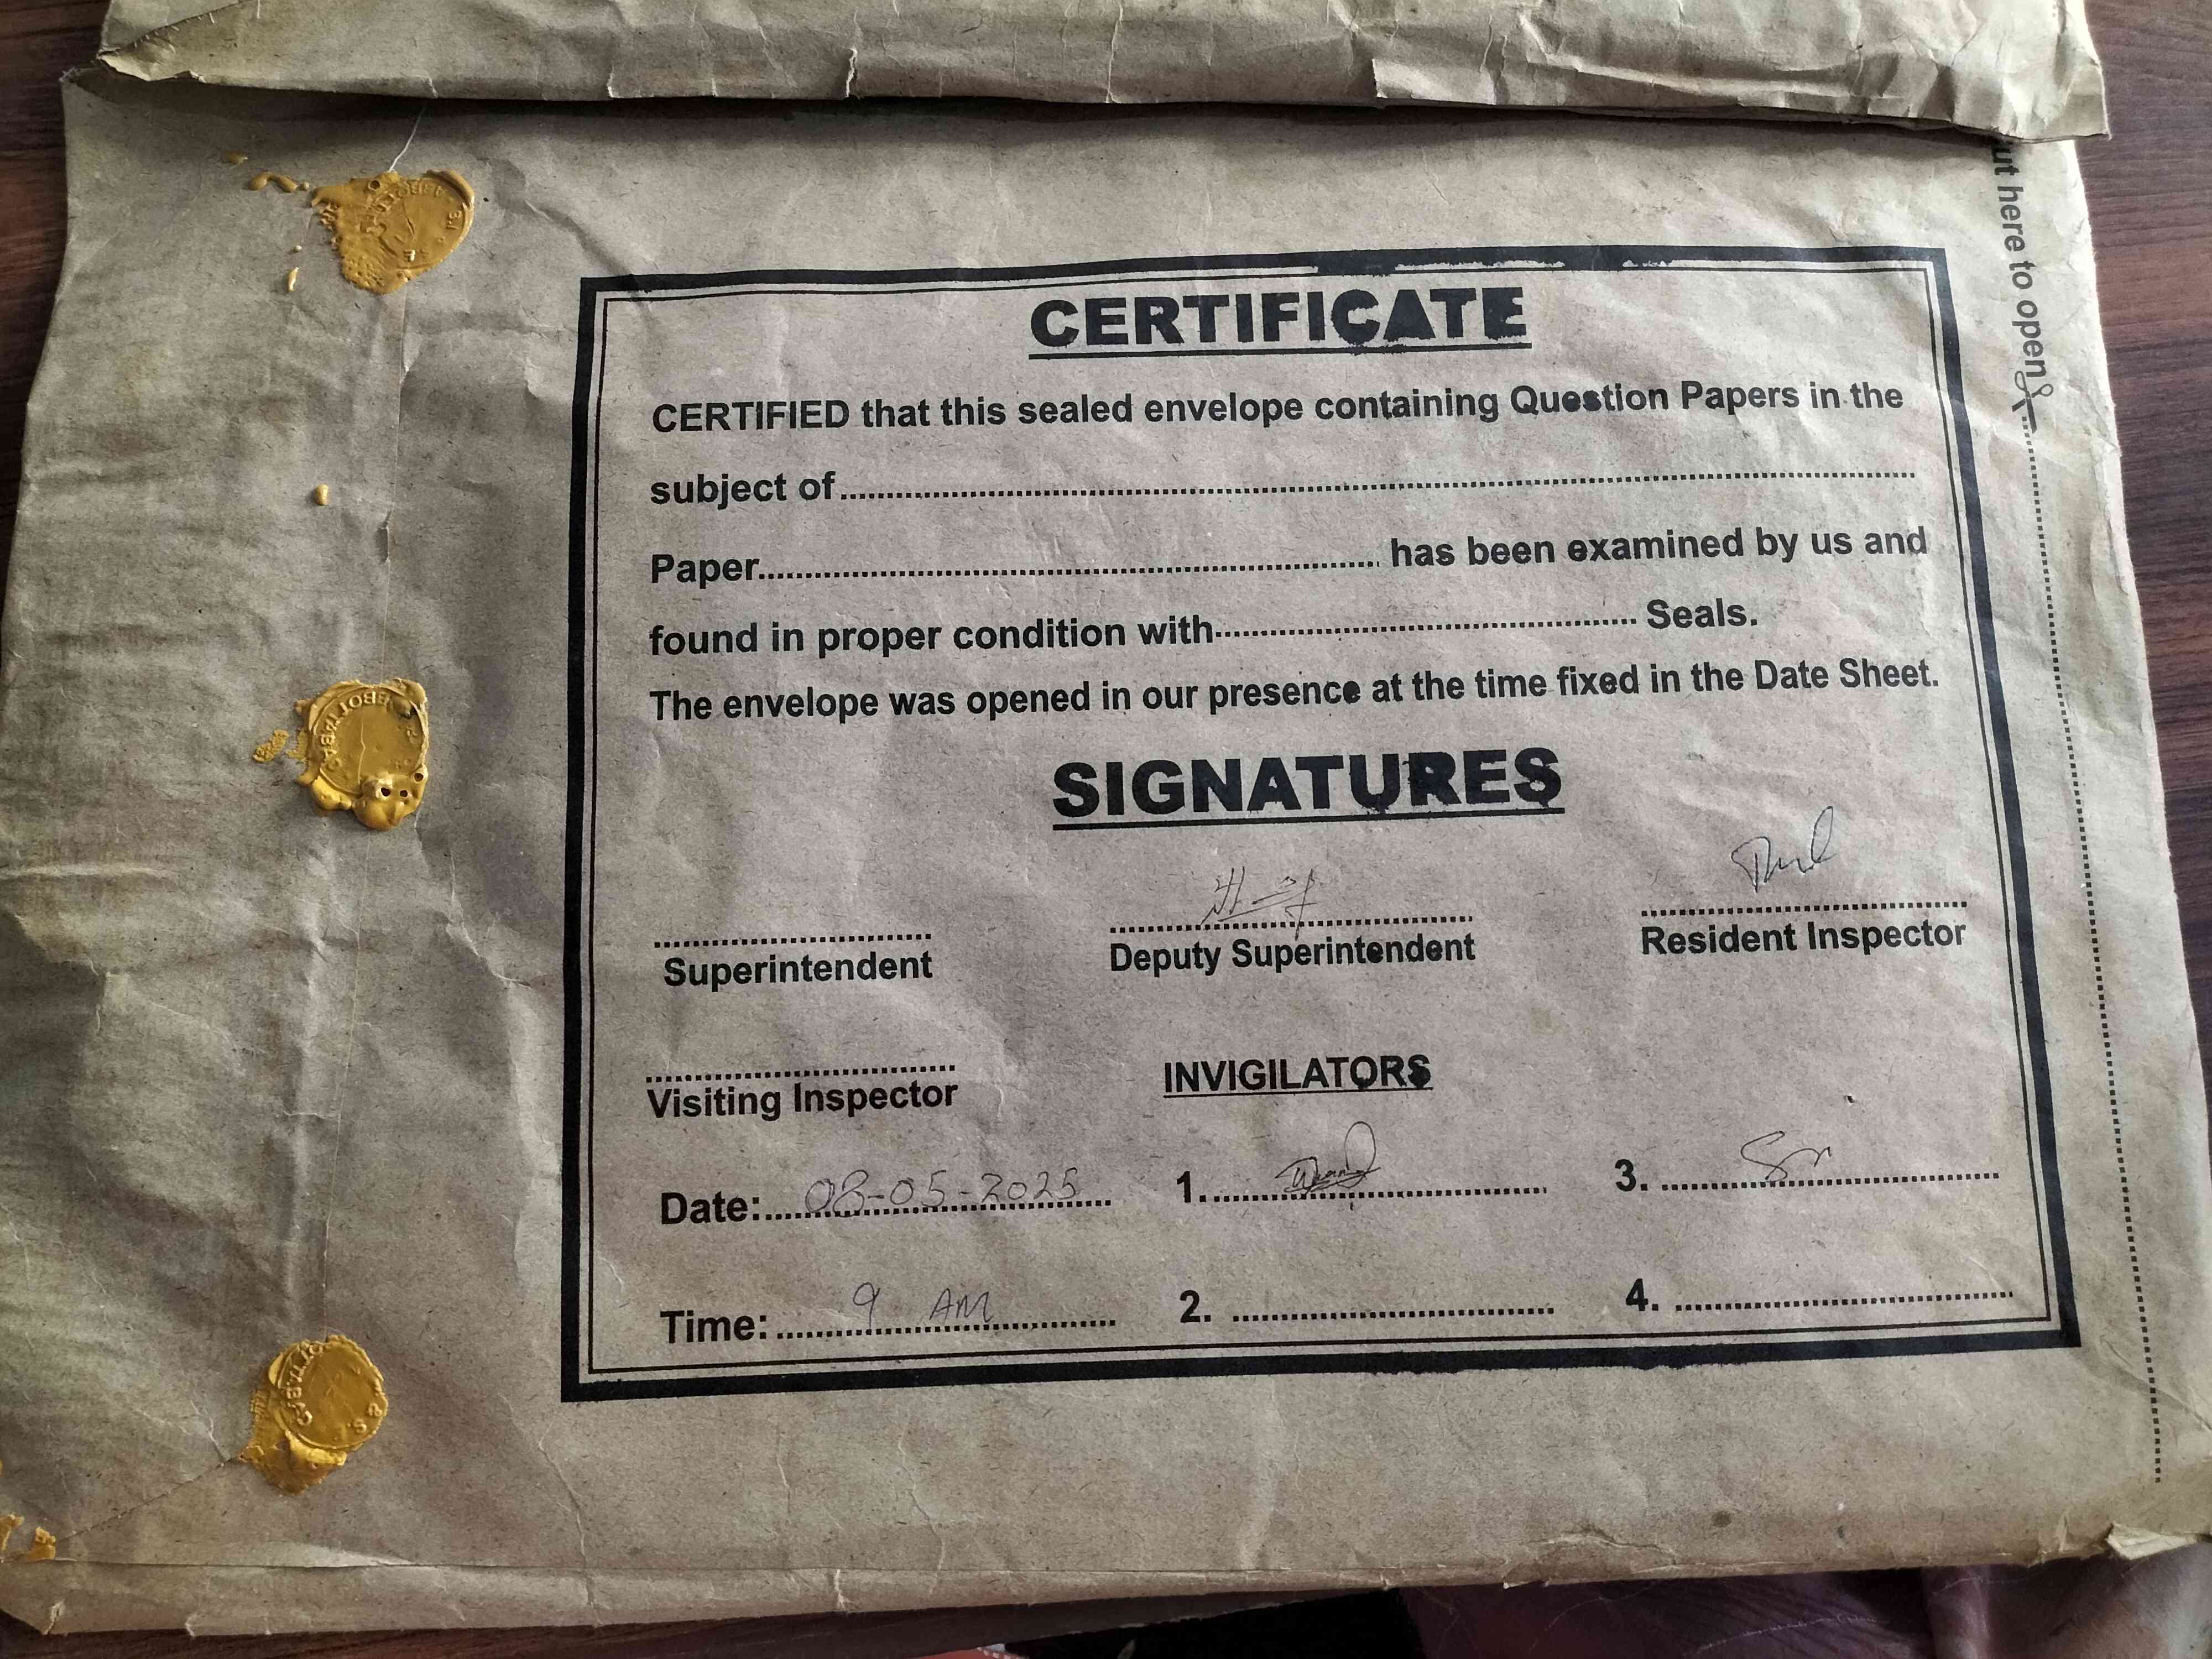 ut here to open
CERTIFICATE
CERTIFIED that this sealed envelope containing Question Papers in the
subject of
Paper has been examined by us and
found in proper condition with Seals.
The envelope was opened in our presence at the time fixed in the Date Sheet.
SIGNATURES
Superintendent
Deputy Superintendent
Resident Inspector
Visiting Inspector
INVIGILATORS
Date: 08-05-2025
1.
3.
Time: 9 AM
2.
4.